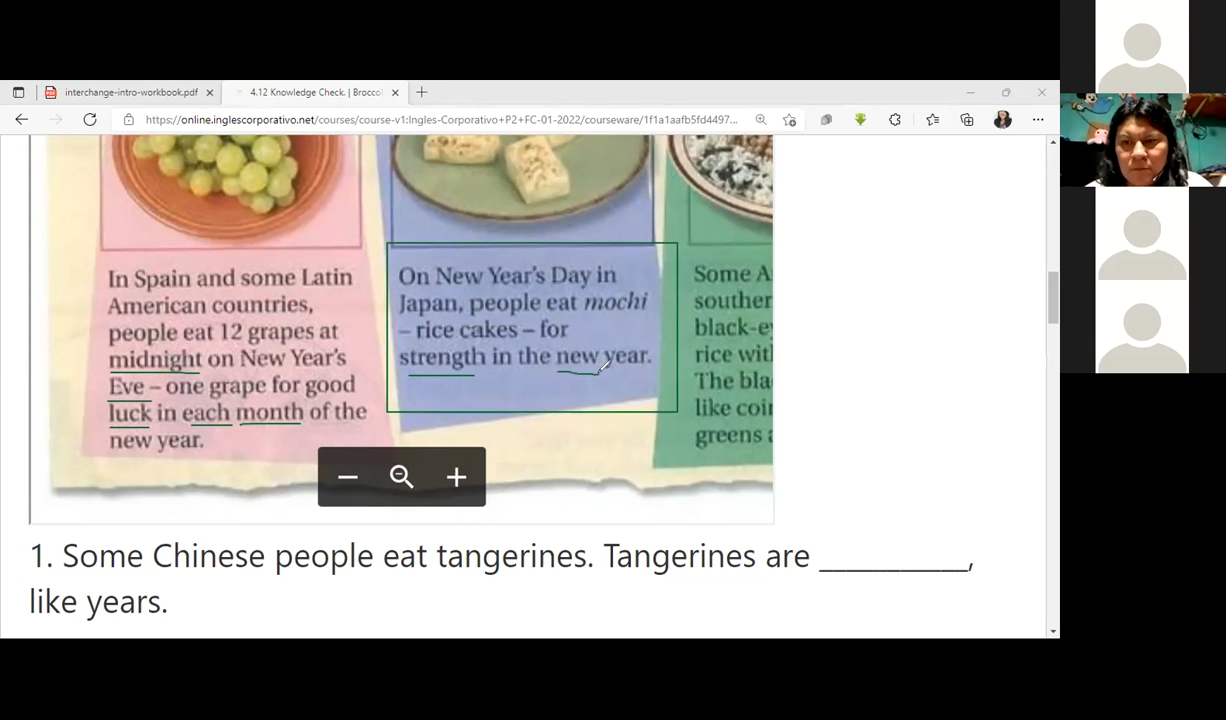 interchange-intro-workbook.pdf
4.12 Knowledge Check. | Broccol
https://online.inglescorporativo.net/courses/course-v1:Ingles-Corporativo+P2+FC-01-2022/courseware/1f1a1aafb5fd4497...
In Spain and some Latin
American countries,
people eat 12 grapes at
midnight on New Year's
Eve – one grape for good
luck in each month of the
new year.
On New Year's Day in
Japan, people eat mochi
– rice cakes – for
strength in the new year.
Some A
souther
black-e
rice wit
The bla
like coi
greens
1. Some Chinese people eat tangerines. Tangerines are ___________,
like years.